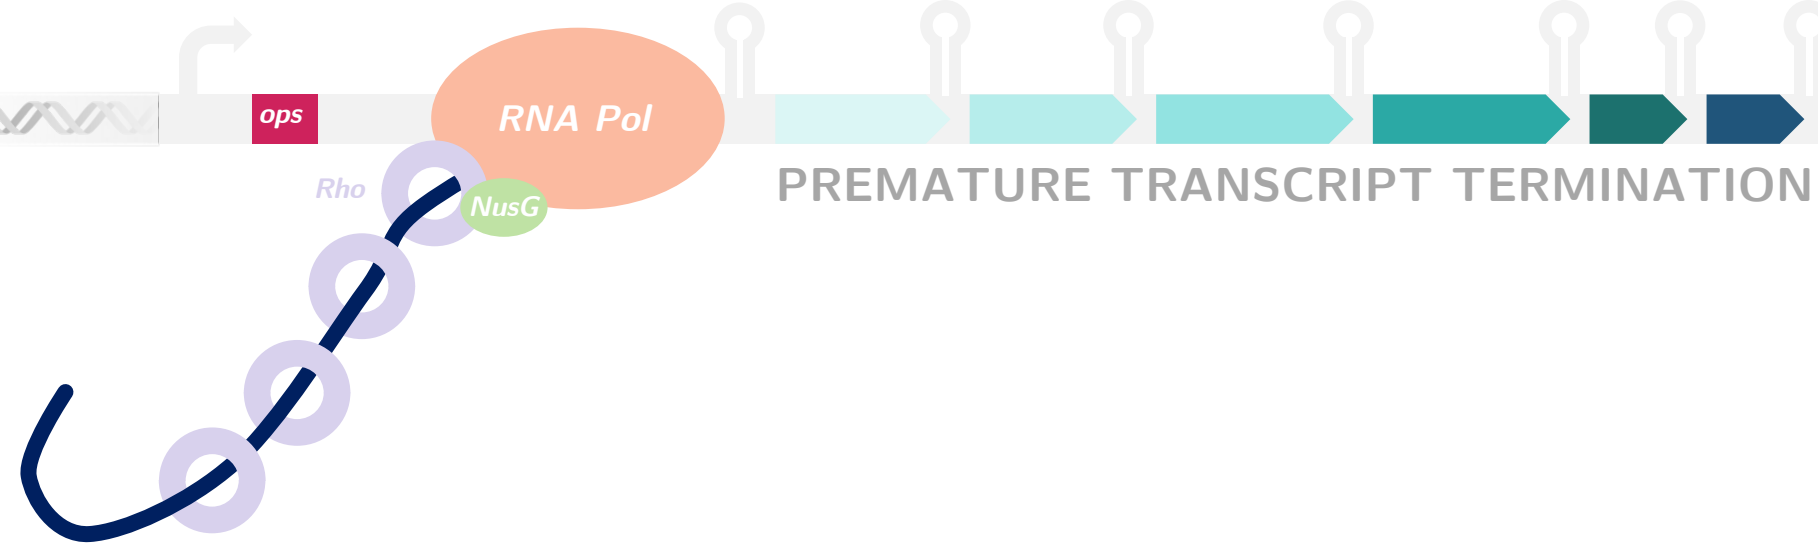 ops
RNA Pol
Rho
NusG
PREMATURE TRANSCRIPT TERMINATION